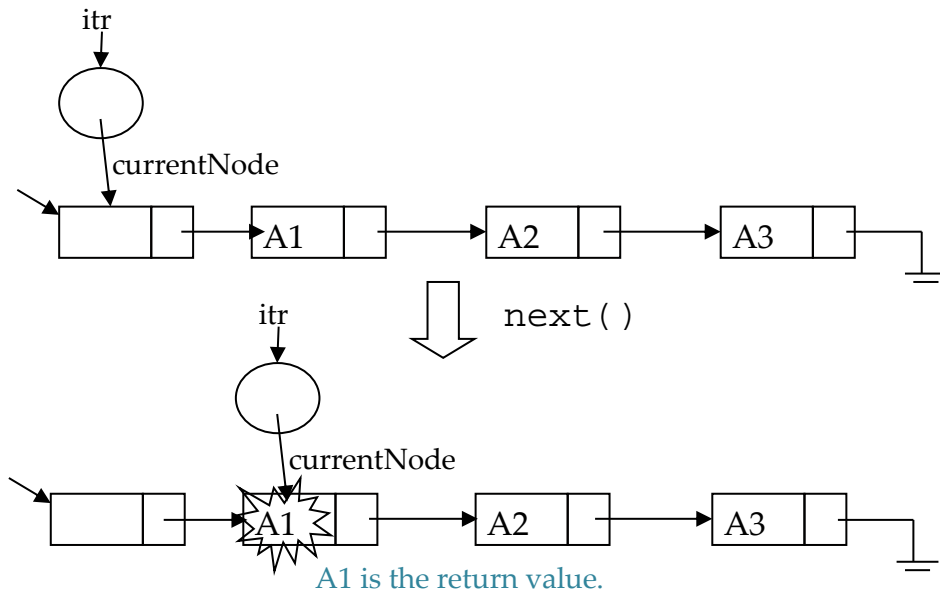 itr
currentNode
A1 A2 A3
next()
itr
currentNode
A1 A2 A3
A1 is the return value.